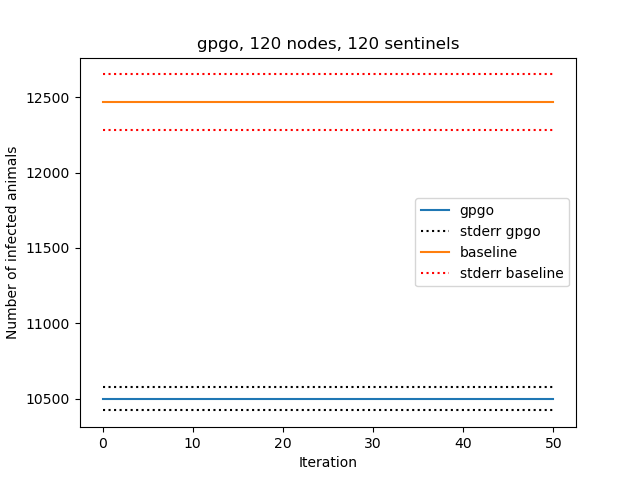 gpgo, 120 nodes, 120 sentinels
Number of infected animals
12500
12000
11500
11000
10500
gpgo
stderr gpgo
baseline
stderr baseline
0 10 20 30 40 50
Iteration